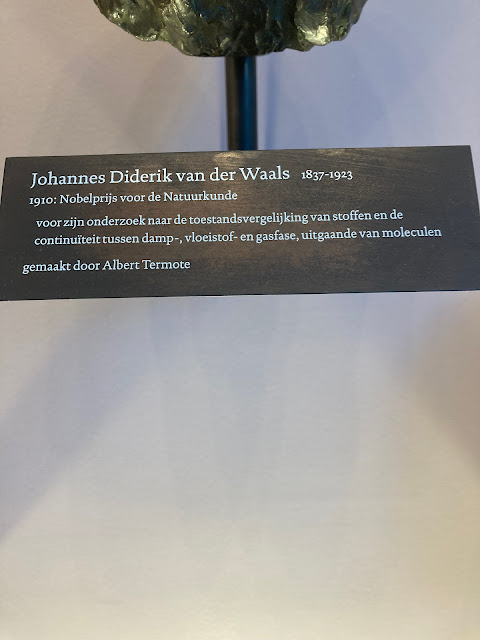 Johannes Diderik van der Waals 1837-1923
1910: Nobelprijs voor de Natuurkunde
voor zijn onderzoek naar de toestandsvergelijking van stoffen en de
continuïteit tussen damp-, vloeistof- en gasfase, uitgaande van moleculen
gemaakt door Albert Termote